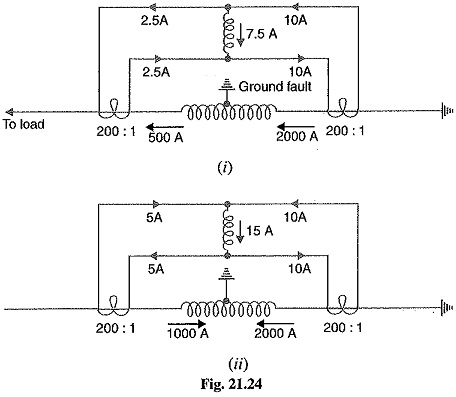 2.5A 10A
7.5 A
2.5A 10A
Ground fault
To load 200 : 1 500 A 2000 A 200 : 1
(i)
5A 10A
15 A
5A 10A
200 : 1 1000 A 2000 A 200 : 1
(ii)
Fig. 21.24